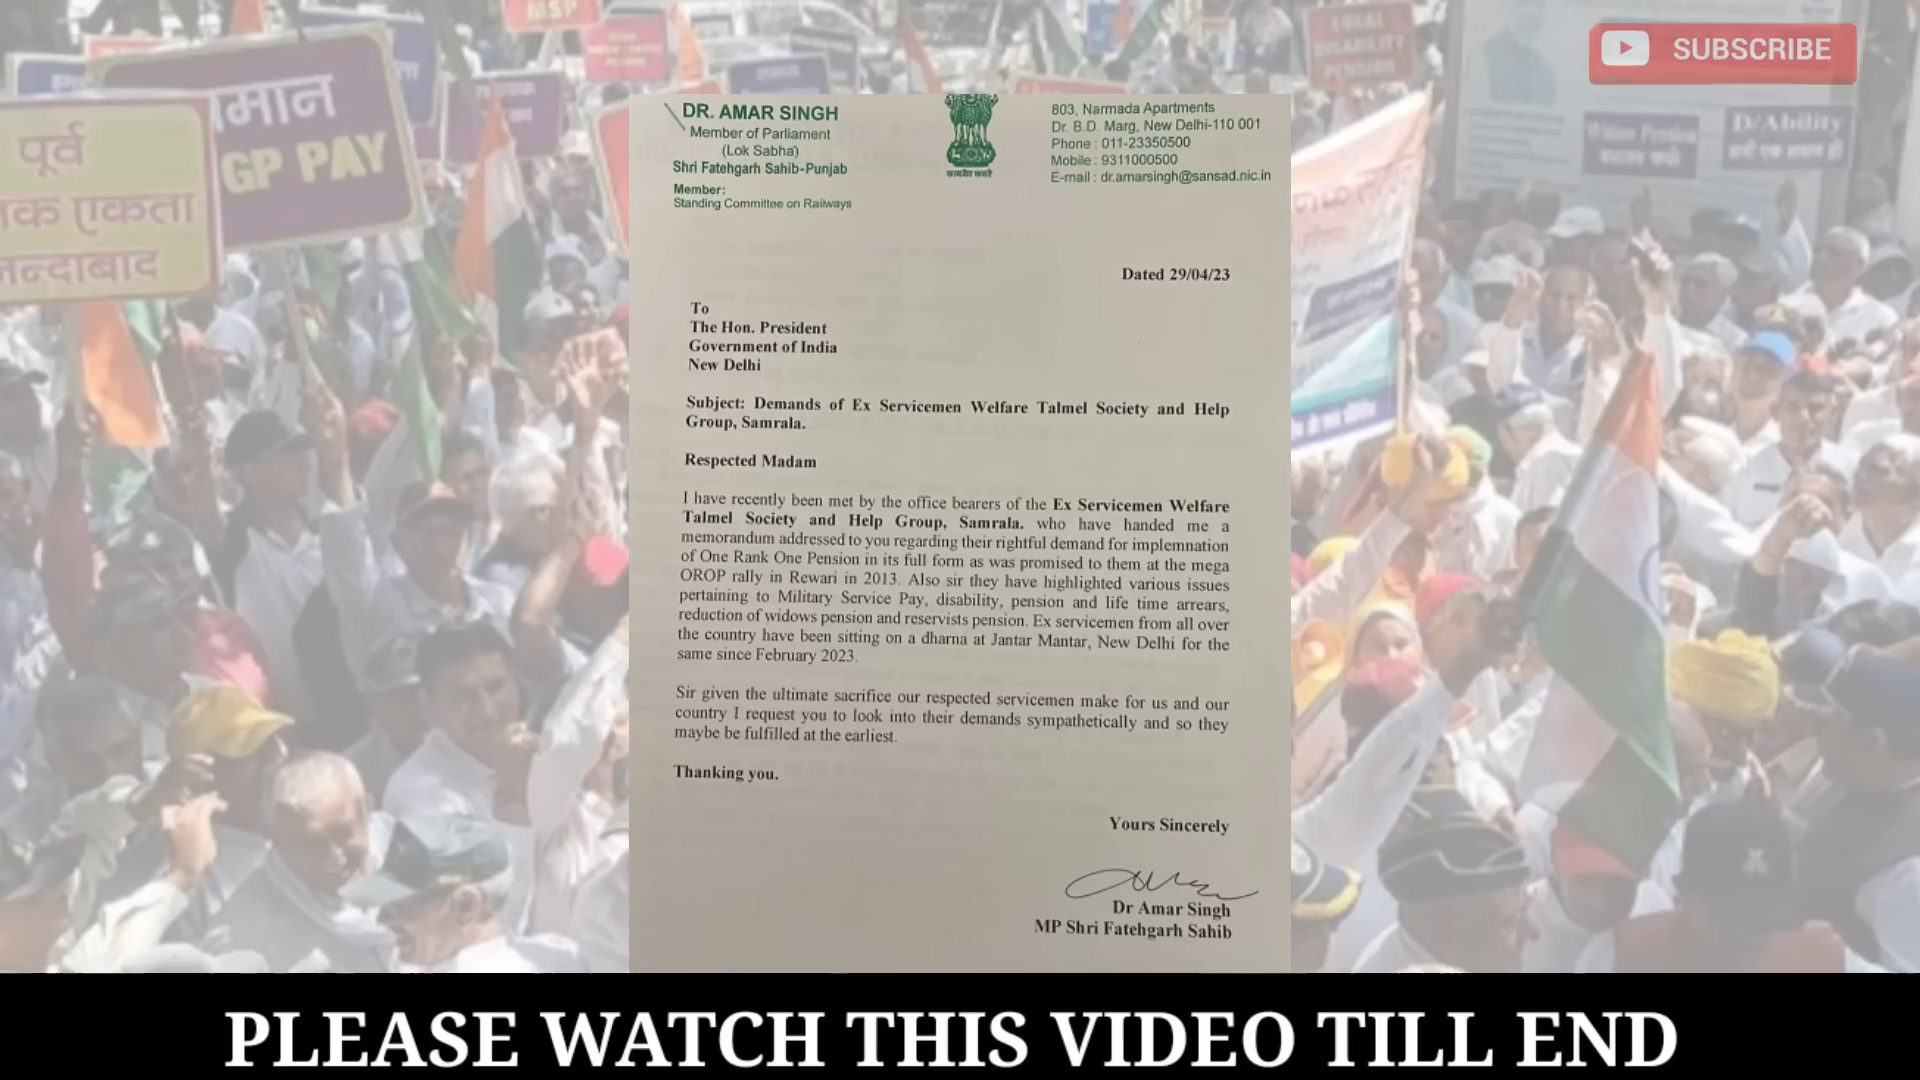 MSP
SUBSCRIBE
EQUAL
DISABILITY
PENSION
समान
GP PAY
पूर्व
एकता
D/Ability
DR. AMAR SINGH
Member of Parliament
(Lok Sabha)
Shri Fatehgarh Sahib-Punjab
Member:
Standing Committee on Railways
सत्यमेव जयते
803, Narmada Apartments
Dr. B.D. Marg, New Delhi-110 001
Phone : 011-23350500
Mobile : 9311000500
E-mail : dr.amarsingh@sansad.nic.in
Dated 29/04/23
To
The Hon. President
Government of India
New Delhi
Subject: Demands of Ex Servicemen Welfare Talmel Society and Help
Group, Samrala.
Respected Madam
I have recently been met by the office bearers of the Ex Servicemen Welfare
Talmel Society and Help Group, Samrala. who have handed me a
memorandum addressed to you regarding their rightful demand for implemnation
of One Rank One Pension in its full form as was promised to them at the mega
OROP rally in Rewari in 2013. Also sir they have highlighted various issues
pertaining to Military Service Pay, disability, pension and life time arrears,
reduction of widows pension and reservists pension. Ex servicemen from all over
the country have been sitting on a dharna at Jantar Mantar, New Delhi for the
same since February 2023.
Sir given the ultimate sacrifice our respected servicemen make for us and our
country I request you to look into their demands sympathetically and so they
maybe be fulfilled at the earliest.
Thanking you.
Yours Sincerely
Dr Amar Singh
MP Shri Fatehgarh Sahib
PLEASE WATCH THIS VIDEO TILL END